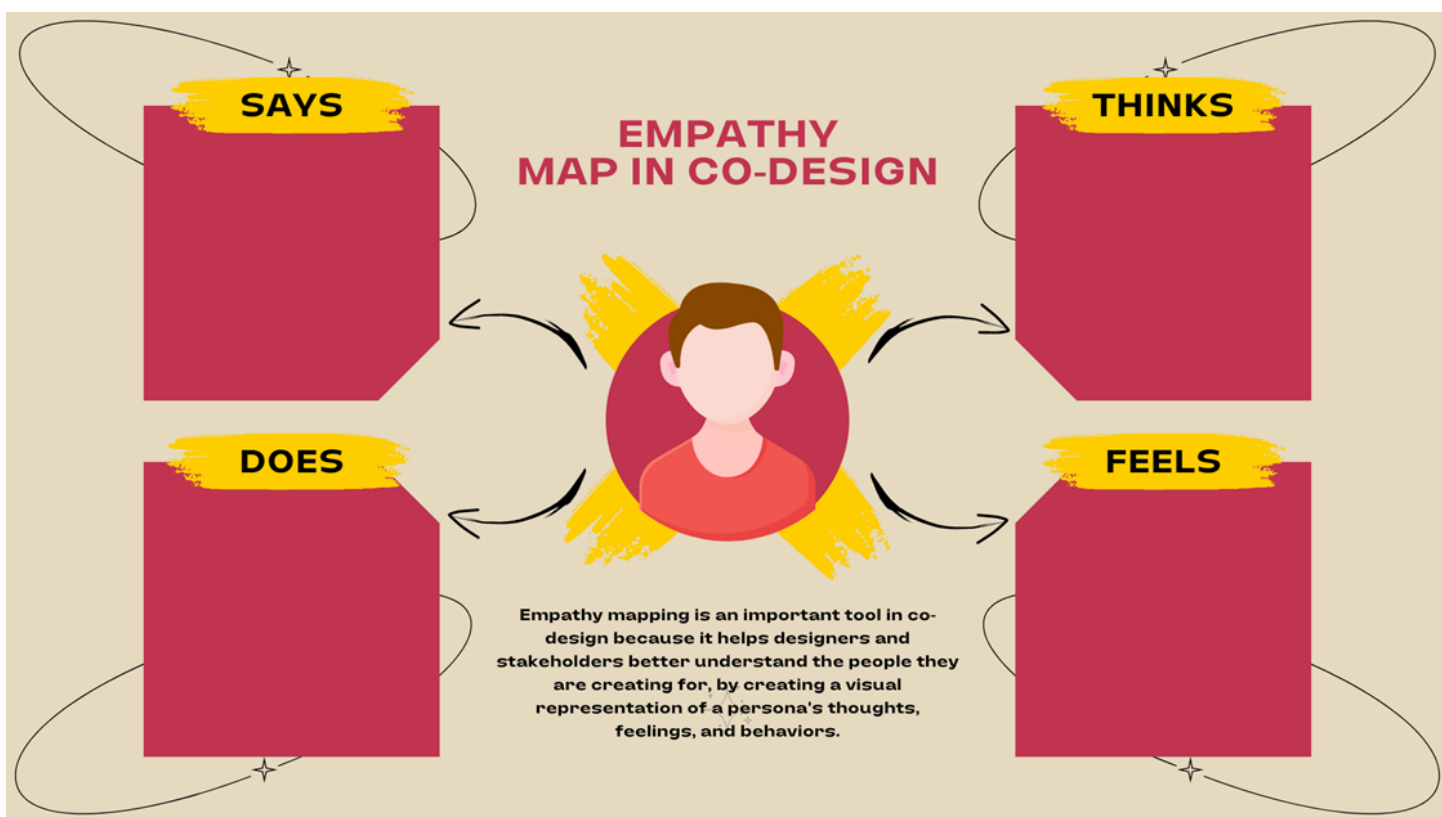 EMPATHY
MAP IN CO-DESIGN
SAYS
THINKS
DOES
FEELS
Empathy mapping is an important tool in co-
design because it helps designers and
stakeholders better understand the people they
are creating for, by creating a visual
representation of a persona's thoughts,
feelings, and behaviors.